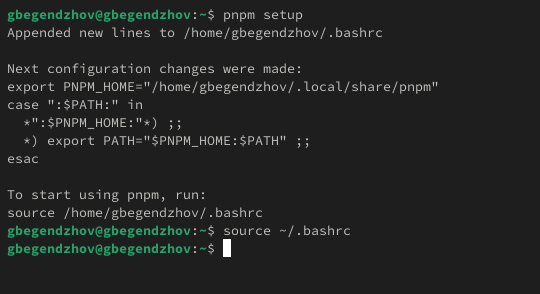 gbegendzhov@gbegendzhov:~$ pnpm setup
Appended new lines to /home/gbegendzhov/.bashrc

Next configuration changes were made:
export PNPM_HOME="/home/gbegendzhov/.local/share/pnpm"
case ":$PATH:" in
  *":$PNPM_HOME:"*) ;;
  *) export PATH="$PNPM_HOME:$PATH" ;;
esac

To start using pnpm, run:
source /home/gbegendzhov/.bashrc
gbegendzhov@gbegendzhov:~$ source ~/.bashrc
gbegendzhov@gbegendzhov:~$